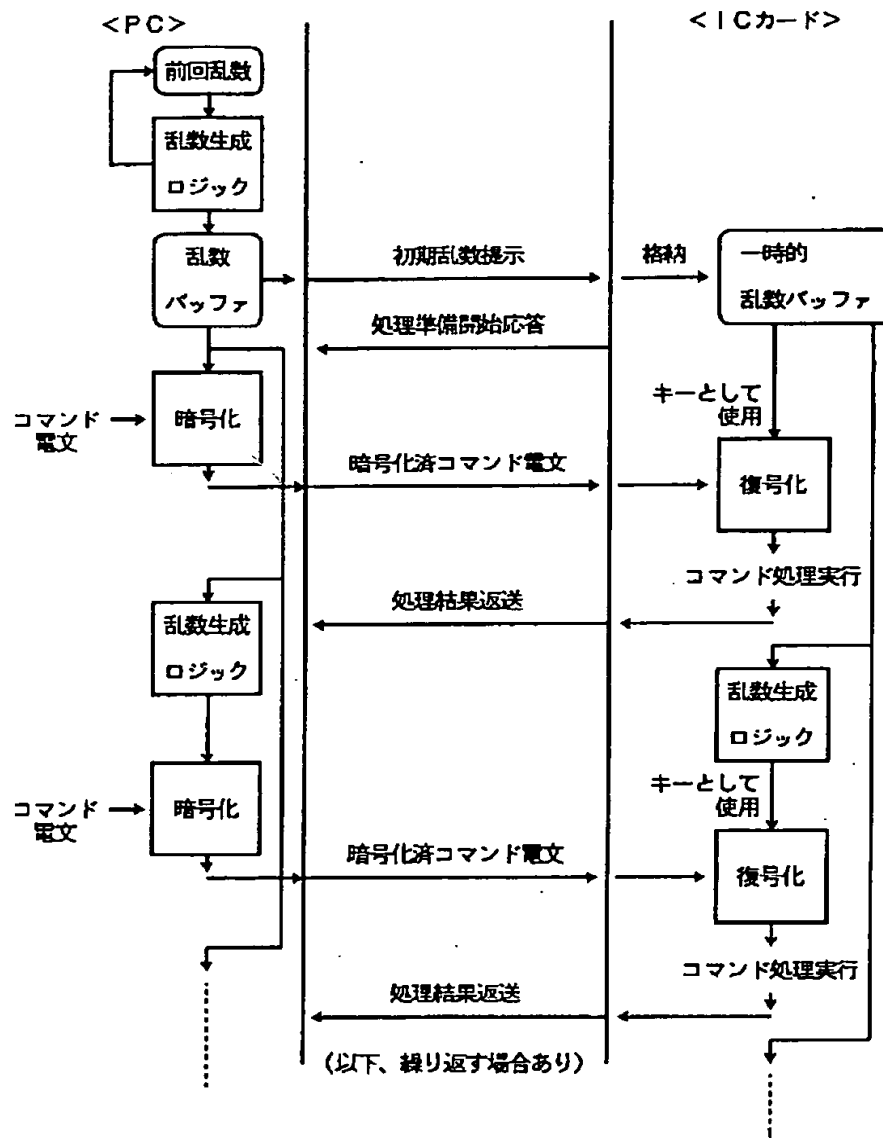 <PC>
<ICカード>
前回乱数
乱数生成
ロジック
乱数
バッファ
初期乱数提示
格納
一時的
乱数バッファ
処理準備開始応答
キーとして
使用
コマンド
電文
暗号化
暗号化済コマンド電文
復号化
コマンド処理実行
処理結果返送
乱数生成
ロジック
乱数生成
ロジック
キーとして
使用
コマンド
電文
暗号化
暗号化済コマンド電文
復号化
コマンド処理実行
処理結果返送
(以下、繰り返す場合あり)